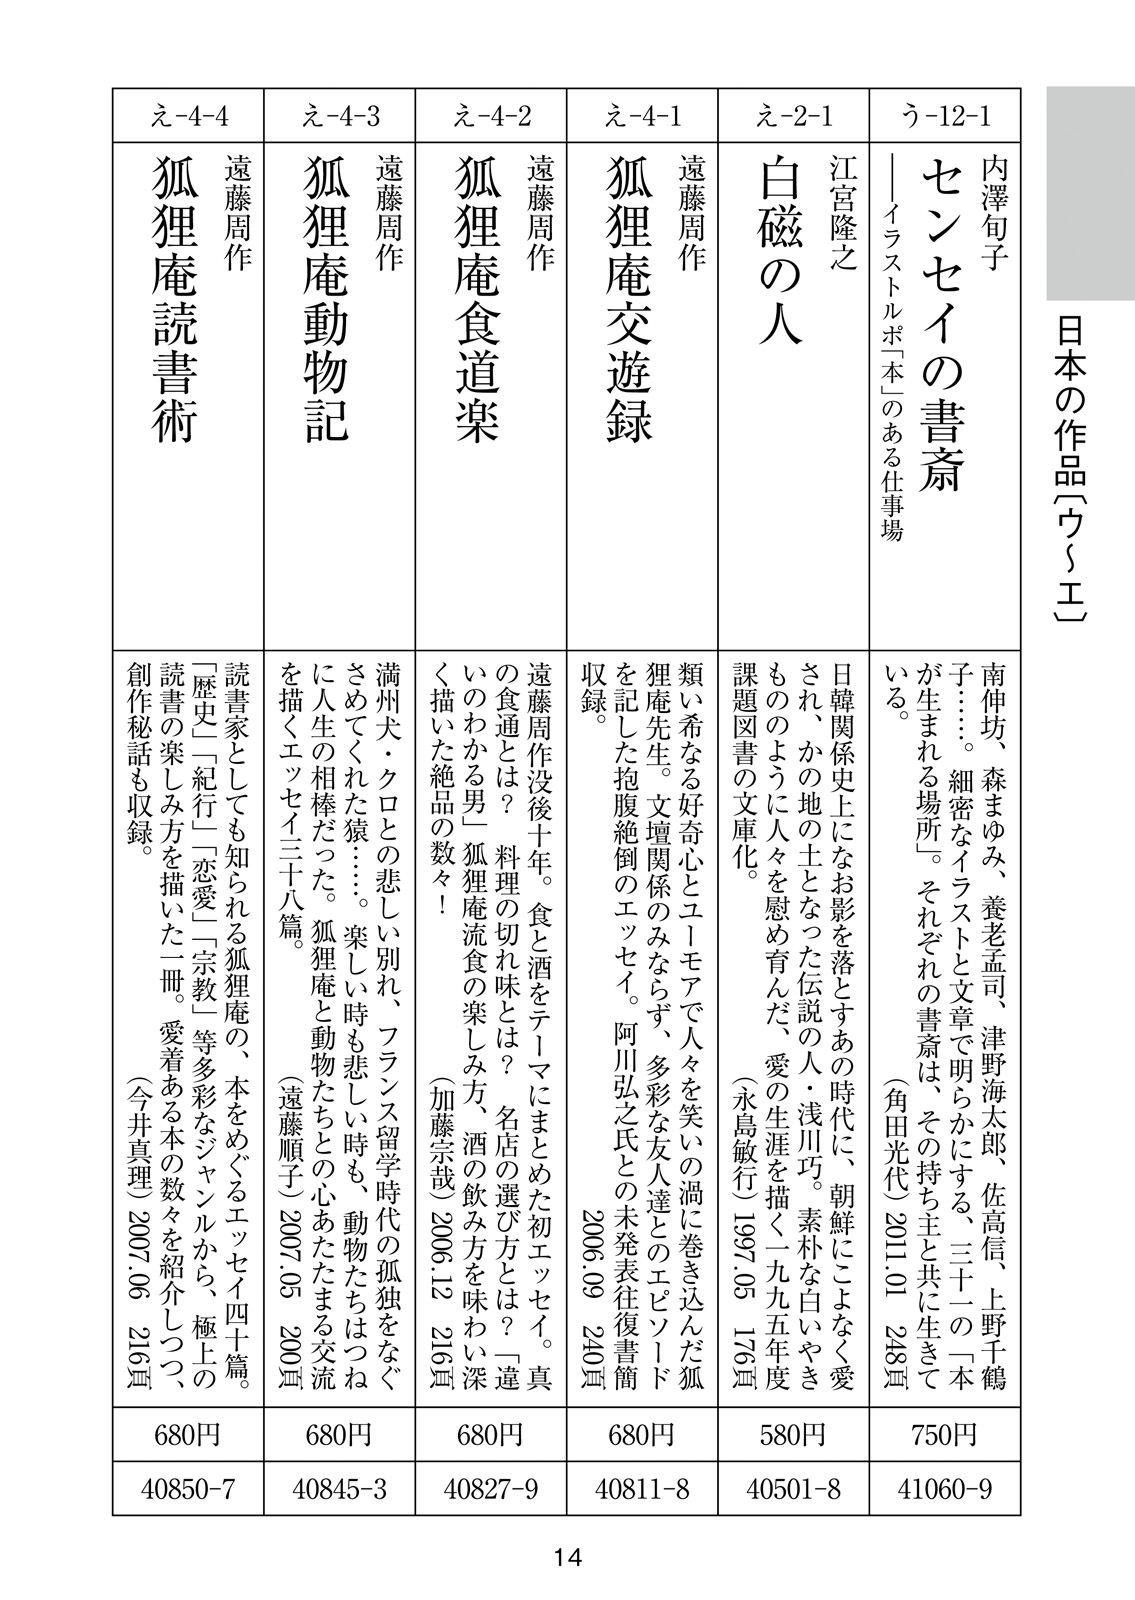 日本の作品〔ウ〜エ〕
う-12-1
内澤旬子
センセイの書斎
――イラストルポ「本」のある仕事場
南伸坊、森まゆみ、養老孟司、津野海太郎、佐高信、上野千鶴
子……。細密なイラストと文章で明らかにする、三十一の「本
が生まれる場所」。それぞれの書斎は、その持ち主と共に生きて
いる。
(角田光代) 2011.01 248頁
750円
41060-9
え-2-1
江宮隆之
白磁の人
日韓関係史上になお影を落とすあの時代に、朝鮮にこよなく愛
され、かの地の土となった伝説の人・浅川巧。素朴な白いやき
もののように人々を慰め育んだ、愛の生涯を描く一九九五年度
課題図書の文庫化。
(永島敏行) 1997.05 176頁
580円
40501-8
え-4-1
遠藤周作
狐狸庵交遊録
類い希なる好奇心とユーモアで人々を笑いの渦に巻き込んだ狐
狸庵先生。文壇関係のみならず、多彩な友人達とのエピソード
を記した抱腹絶倒のエッセイ。阿川弘之氏との未発表往復書簡
収録。
2006.09 240頁
680円
40811-8
え-4-2
遠藤周作
狐狸庵食道楽
遠藤周作没後十年。食と酒をテーマにまとめた初エッセイ。真
の食通とは？ 料理の切れ味とは？ 名店の選び方とは？「違
いのわかる男」狐狸庵流食の楽しみ方、酒の飲み方を味わい深
く描いた絶品の数々！
(加藤宗哉) 2006.12 216頁
680円
40827-9
え-4-3
遠藤周作
狐狸庵動物記
満州犬・クロとの悲しい別れ、フランス留学時代の孤独をなぐ
さめてくれた猿……。楽しい時も悲しい時も、動物たちはつね
に人生の相棒だった。狐狸庵と動物たちとの心あたたまる交流
を描くエッセイ三十八篇。
(遠藤順子) 2007.05 200頁
680円
40845-3
え-4-4
遠藤周作
狐狸庵読書術
読書家としても知られる狐狸庵の、本をめぐるエッセイ四十篇。
「歴史」「紀行」「恋愛」「宗教」等多彩なジャンルから、極上の
読書の楽しみ方を描いた一冊。愛着ある本の数々を紹介しつつ、
創作秘話も収録。
(今井真理) 2007.06 216頁
680円
40850-7
14